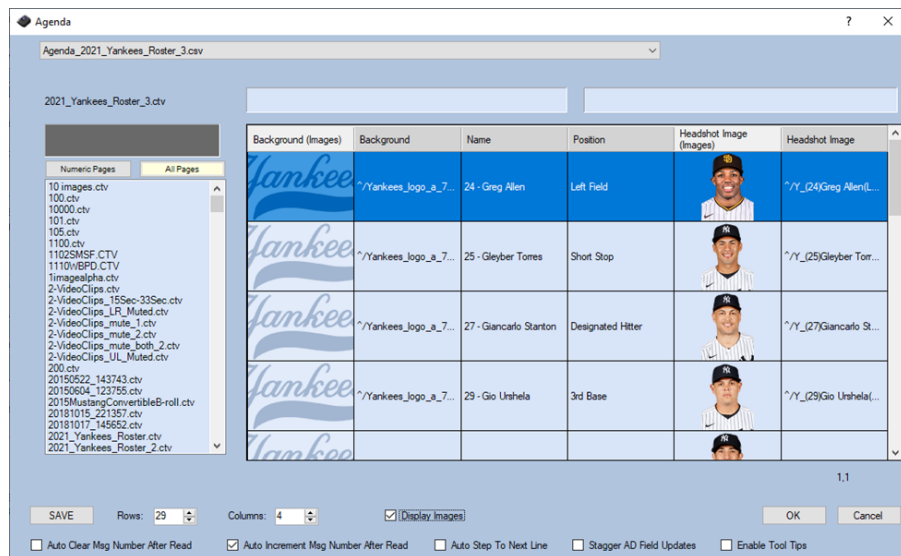 Agenda
Agenda_2021_Yankees_Roster_3.csv
2021_Yankees_Roster_3.ctv
Numeric Pages All Pages
10 images.ctv
100.ctv
10000.ctv
101.ctv
105.ctv
1100.ctv
1102SMSF.CTV
1110WBPD.CTV
1imagealpha.ctv
2-VideoClips.ctv
2-VideoClips_15Sec-33Sec.ctv
2-VideoClips_LR_Muted.ctv
2-VideoClips_mute_1.ctv
2-VideoClips_mute_2.ctv
2-VideoClips_mute_both_2.ctv
2-VideoClips_UL_Muted.ctv
200.ctv
20150522_143743.ctv
20150604_123755.ctv
2015MustangConvertibleB-roll.ctv
20181015_221357.ctv
20181017_145652.ctv
2021_Yankees_Roster.ctv
2021_Yankees_Roster_2.ctv
Background (Images) Background Name Position Headshot Image (Images) Headshot Image
Yankee ^/Yankees_logo_a_7... 24 - Greg Allen Left Field ^/Y_(24)Greg Allen(L...
Yankee ^/Yankees_logo_a_7... 25 - Gleyber Torres Short Stop ^/Y_(25)Gleyber Torr...
Yankee ^/Yankees_logo_a_7... 27 - Giancarlo Stanton Designated Hitter ^/Y_(27)Giancarlo St...
Yankee ^/Yankees_logo_a_7... 29 - Gio Urshela 3rd Base ^/Y_(29)Gio Urshela(...
Yankee
1,1
SAVE Rows: 29 Columns: 4 Display Images OK Cancel
Auto Clear Msg Number After Read Auto Increment Msg Number After Read Auto Step To Next Line Stagger AD Field Updates Enable Tool Tips